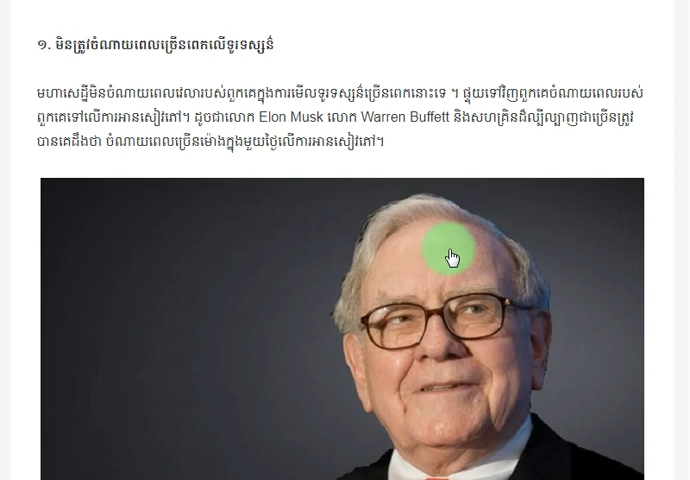 ១. មិនត្រូវចំណាយពេលច្រើនពេកលើទូរទស្សន៌
មហាសេដ្ឋីមិនចំណាយពេលវេលារបស់ពួកគេក្នុងការមើលទូរទស្សន៌ច្រើនពេកនោះទេ ។ ផ្ទុយទៅវិញពួកគេចំណាយពេលរបស់
ពួកគេទៅលើការអានសៀវភៅ។ ដូចជាលោក Elon Musk លោក Warren Buffett និងសហគ្រិនដ៏ល្បីល្បាញជាច្រើនត្រូវ
បានគេដឹងថា ចំណាយពេលច្រើនម៉ោងក្នុងមួយថ្ងៃលើការអានសៀវភៅ។